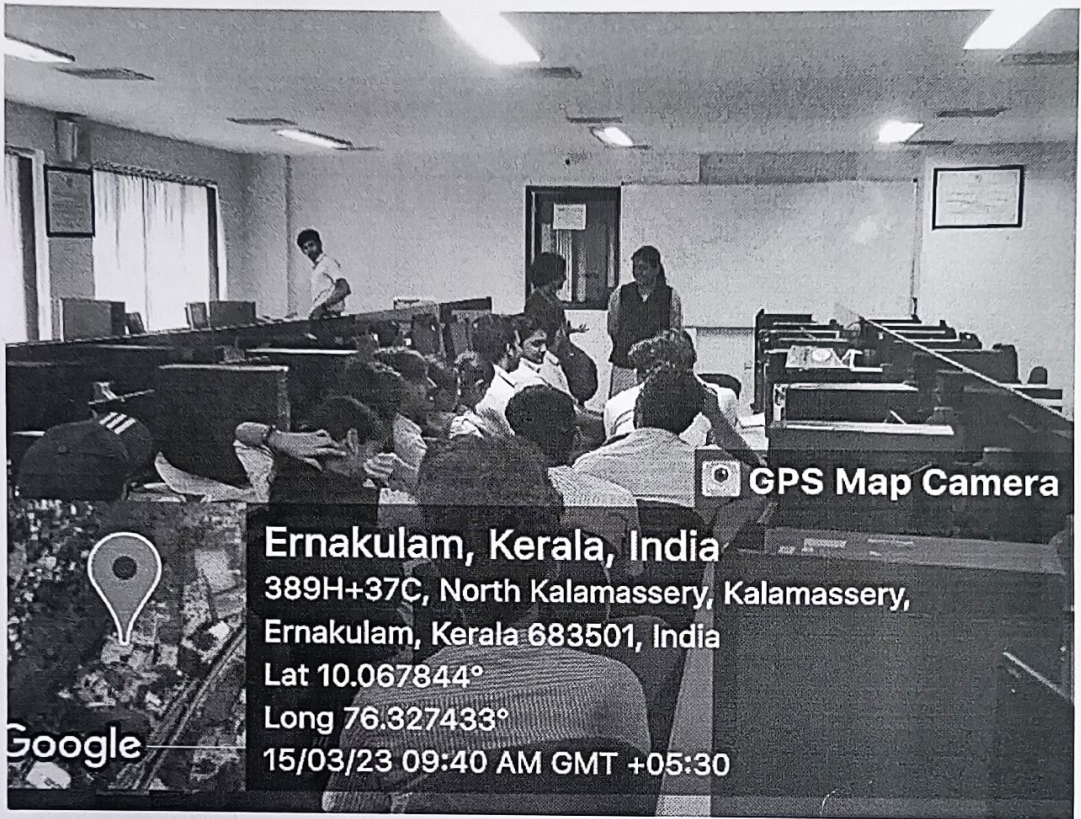 GPS Map Camera
Ernakulam, Kerala, India
389H+37C, North Kalamassery, Kalamassery,
Ernakulam, Kerala 683501, India
Lat 10.067844°
Long 76.327433°
15/03/23 09:40 AM GMT +05:30
Google